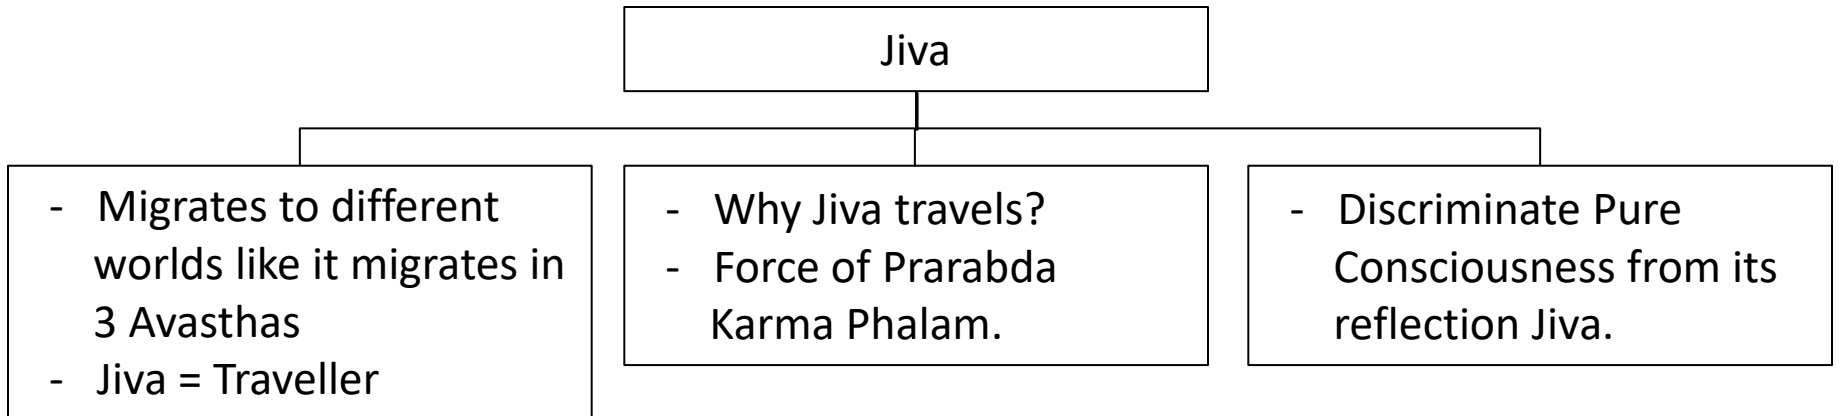 Jiva
- Migrates to different
worlds like it migrates in
3 Avasthas
- Jiva = Traveller
- Why Jiva travels?
- Force of Prarabda
Karma Phalam.
- Discriminate Pure
Consciousness from its
reflection Jiva.